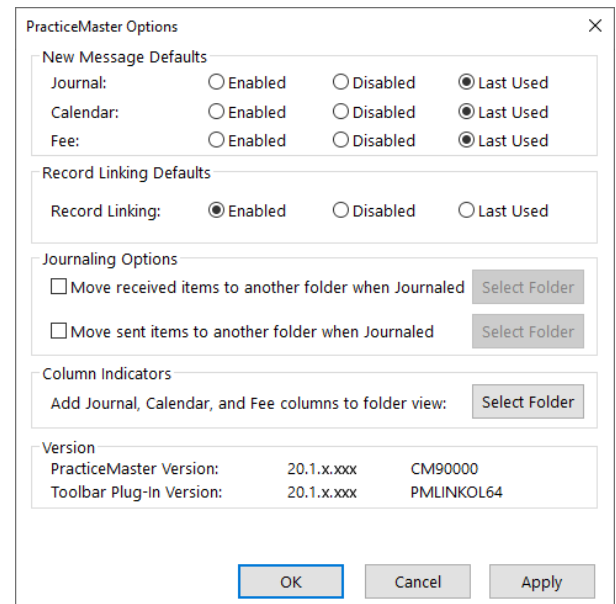 PracticeMaster Options
New Message Defaults
Journal: Enabled Disabled Last Used
Calendar: Enabled Disabled Last Used
Fee: Enabled Disabled Last Used
Record Linking Defaults
Record Linking: Enabled Disabled Last Used
Journaling Options
Move received items to another folder when Journaled Select Folder
Move sent items to another folder when Journaled Select Folder
Column Indicators
Add Journal, Calendar, and Fee columns to folder view: Select Folder
Version
PracticeMaster Version: 20.1.x.xxx CM90000
Toolbar Plug-In Version: 20.1.x.xxx PMLINKOL64
OK Cancel Apply